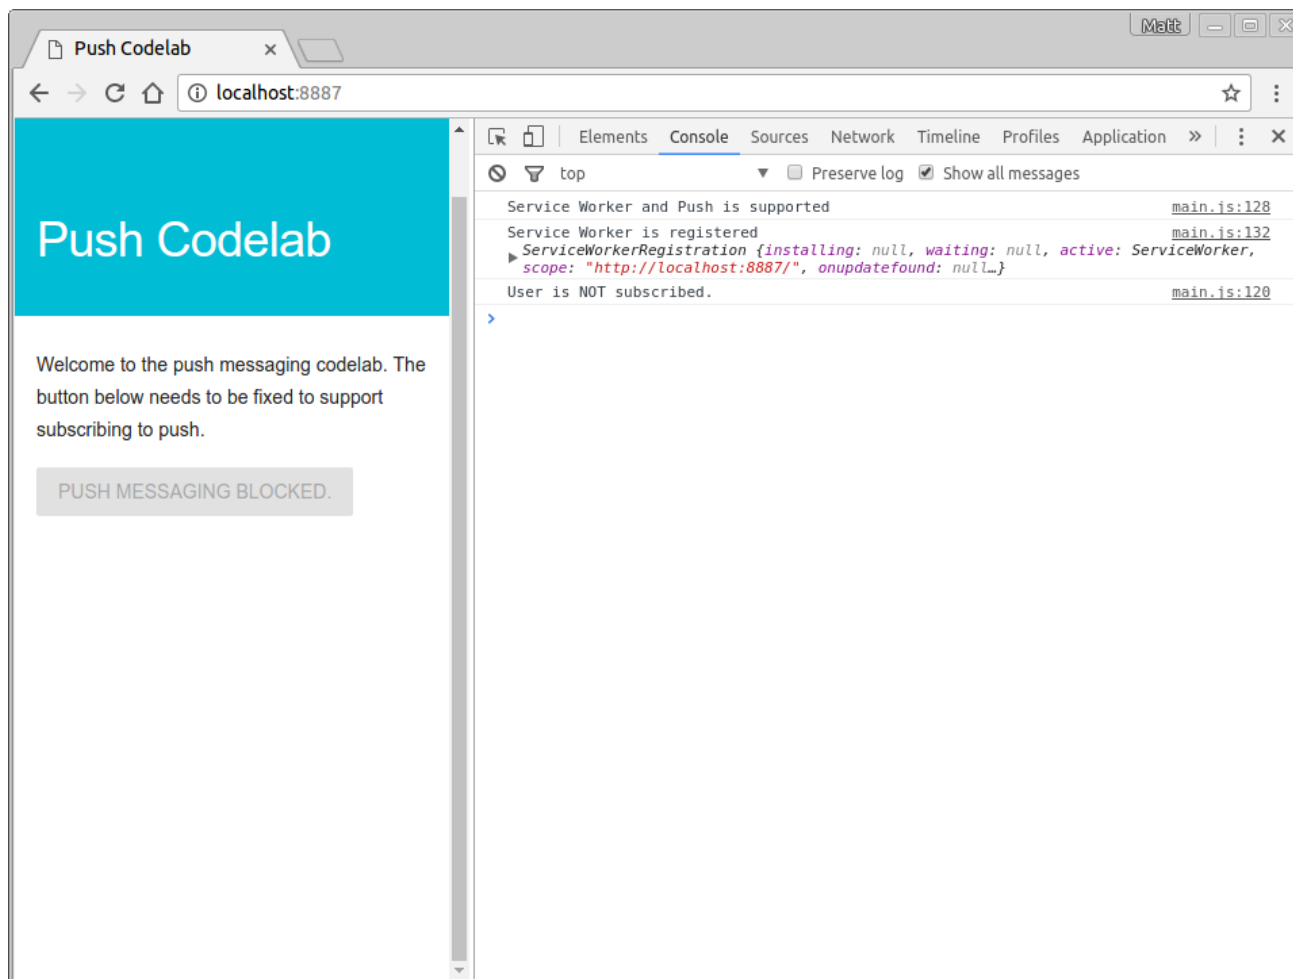 Matt
Push Codelab
localhost:8887
Elements Console Sources Network Timeline Profiles Application »
top Preserve log Show all messages
Push Codelab
Welcome to the push messaging codelab. The
button below needs to be fixed to support
subscribing to push.
PUSH MESSAGING BLOCKED.
Service Worker and Push is supported main.js:128
Service Worker is registered main.js:132
ServiceWorkerRegistration {installing: null, waiting: null, active: ServiceWorker,
scope: "http://localhost:8887/", onupdatefound: null…}
User is NOT subscribed. main.js:120